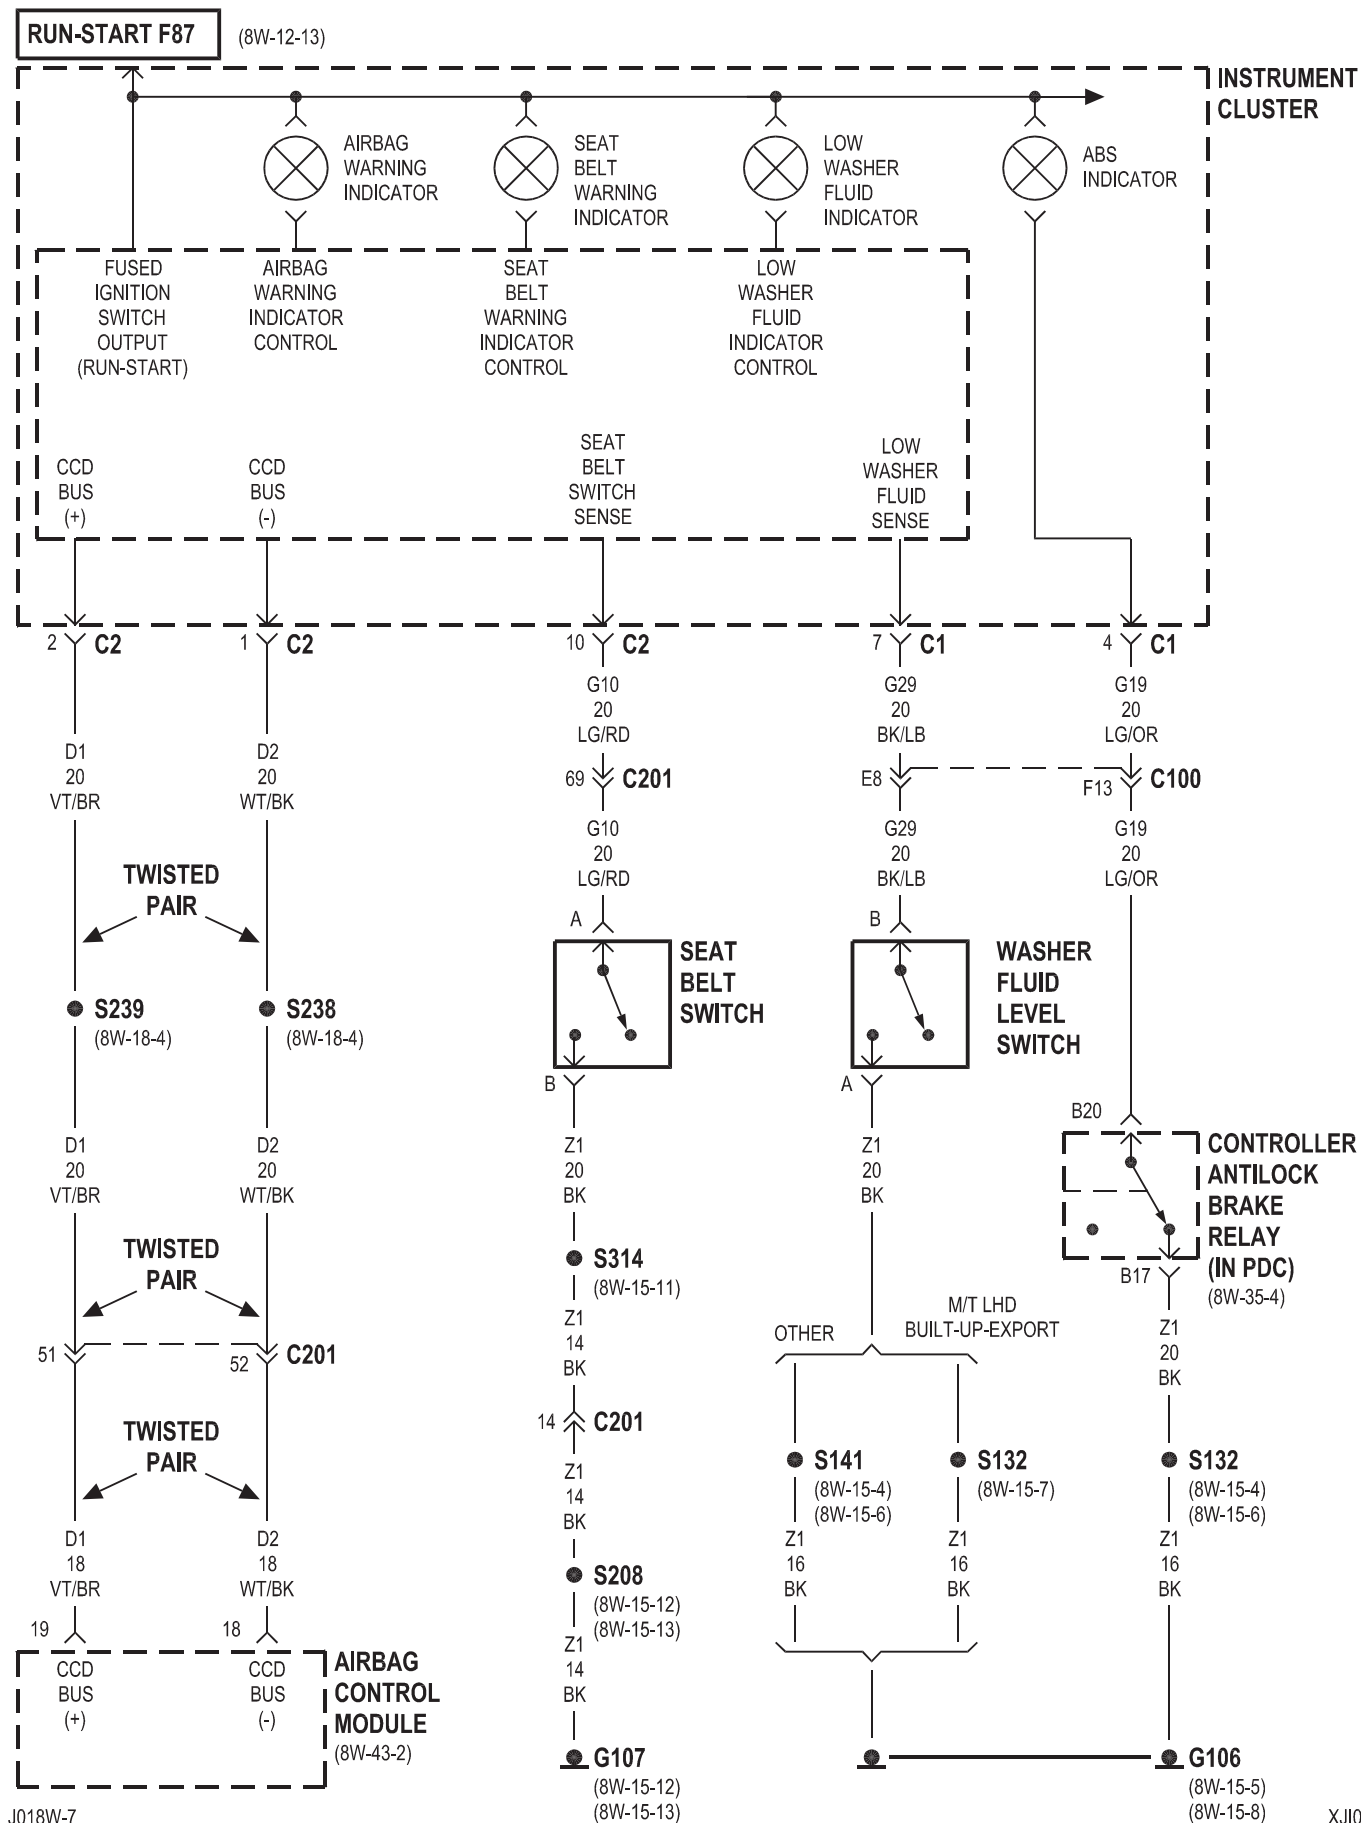 RUN-START F87 (8W-12-13)
INSTRUMENT
CLUSTER
AIRBAG
WARNING
INDICATOR
SEAT
BELT
WARNING
INDICATOR
LOW
WASHER
FLUID
INDICATOR
ABS
INDICATOR
FUSED
IGNITION
SWITCH
OUTPUT
(RUN-START)
AIRBAG
WARNING
INDICATOR
CONTROL
SEAT
BELT
WARNING
INDICATOR
CONTROL
LOW
WASHER
FLUID
INDICATOR
CONTROL
CCD
BUS
(+)
CCD
BUS
(-)
SEAT
BELT
SWITCH
SENSE
LOW
WASHER
FLUID
SENSE
2 C2
1 C2
10 C2
7 C1
4 C1
D1
20
VT/BR
D2
20
WT/BK
G10
20
LG/RD
G29
20
BK/LB
G19
20
LG/OR
69 C201
E8
F13 C100
G10
20
LG/RD
G29
20
BK/LB
G19
20
LG/OR
TWISTED
PAIR
A
SEAT
BELT
SWITCH
B
B
WASHER
FLUID
LEVEL
SWITCH
A
S239
(8W-18-4)
S238
(8W-18-4)
D1
20
VT/BR
D2
20
WT/BK
Z1
20
BK
Z1
20
BK
B20
CONTROLLER
ANTILOCK
BRAKE
RELAY
(IN PDC)
(8W-35-4)
B17
TWISTED
PAIR
S314
(8W-15-11)
Z1
14
BK
OTHER
M/T LHD
BUILT-UP-EXPORT
Z1
20
BK
51
52 C201
14 C201
TWISTED
PAIR
Z1
14
BK
S141
(8W-15-4)
(8W-15-6)
S132
(8W-15-7)
S132
(8W-15-4)
(8W-15-6)
D1
18
VT/BR
D2
18
WT/BK
S208
(8W-15-12)
(8W-15-13)
Z1
16
BK
Z1
16
BK
Z1
16
BK
19
18
CCD
BUS
(+)
CCD
BUS
(-)
AIRBAG
CONTROL
MODULE
(8W-43-2)
Z1
14
BK
G107
(8W-15-12)
(8W-15-13)
G106
(8W-15-5)
(8W-15-8)
J018W-7
XJI0